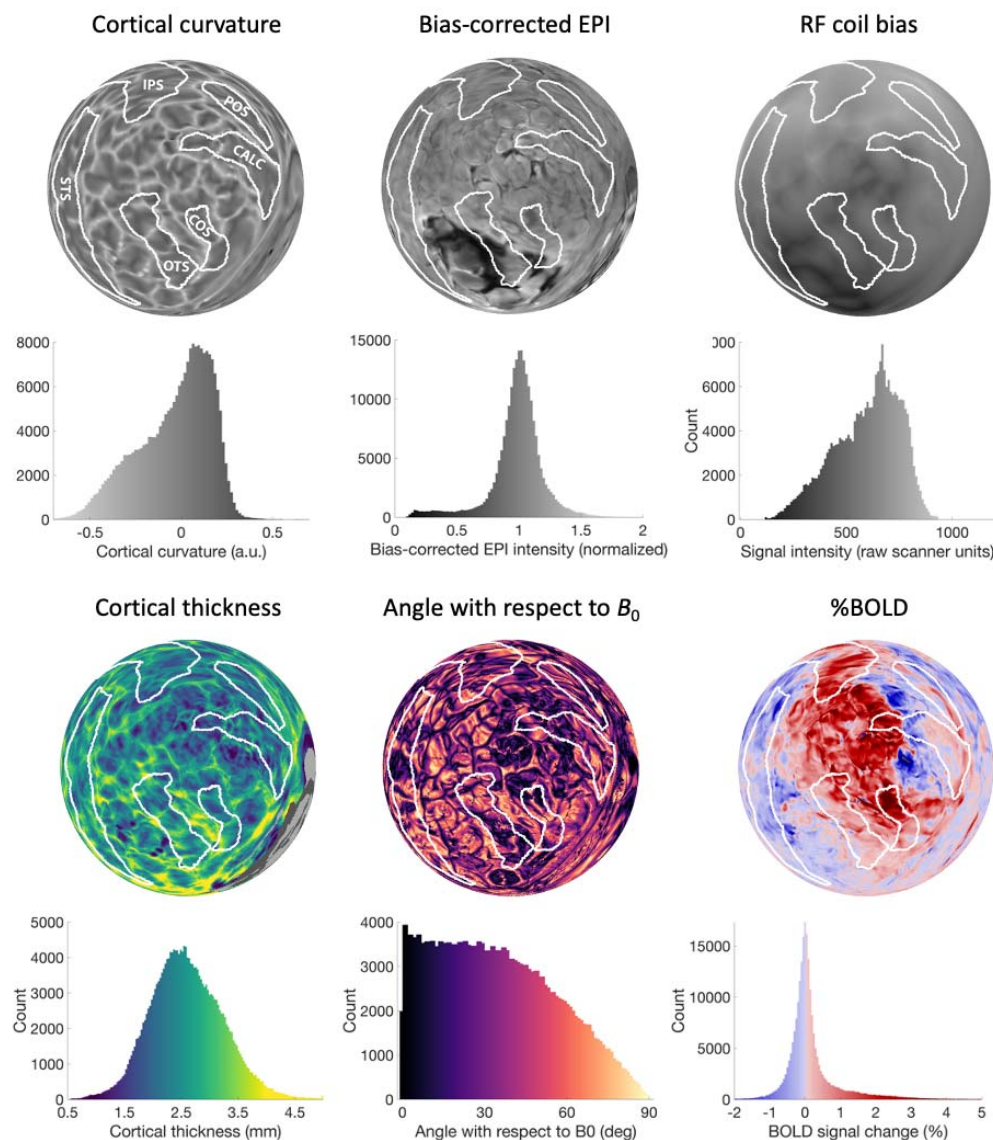 Cortical curvature
Bias-corrected EPI
RF coil bias
IPS
POS
CALC
STS
COS
OTS
8000
6000
4000
2000
0
-0.5
0
0.5
Cortical curvature (a.u.)
15000
10000
5000
0
0
0.5
1
1.5
2
Bias-corrected EPI intensity (normalized)
Count
000
8000
6000
4000
2000
0
0
500
1000
Signal intensity (raw scanner units)
Cortical thickness
Angle with respect to B0
%BOLD
Count
5000
4000
3000
2000
1000
0
0.5
1.5
2.5
3.5
4.5
Cortical thickness (mm)
Count
4000
3000
2000
1000
0
0
30
60
90
Angle with respect to B0 (deg)
Count
15000
10000
5000
0
-2
-1
0
1
2
3
4
5
BOLD signal change (%)